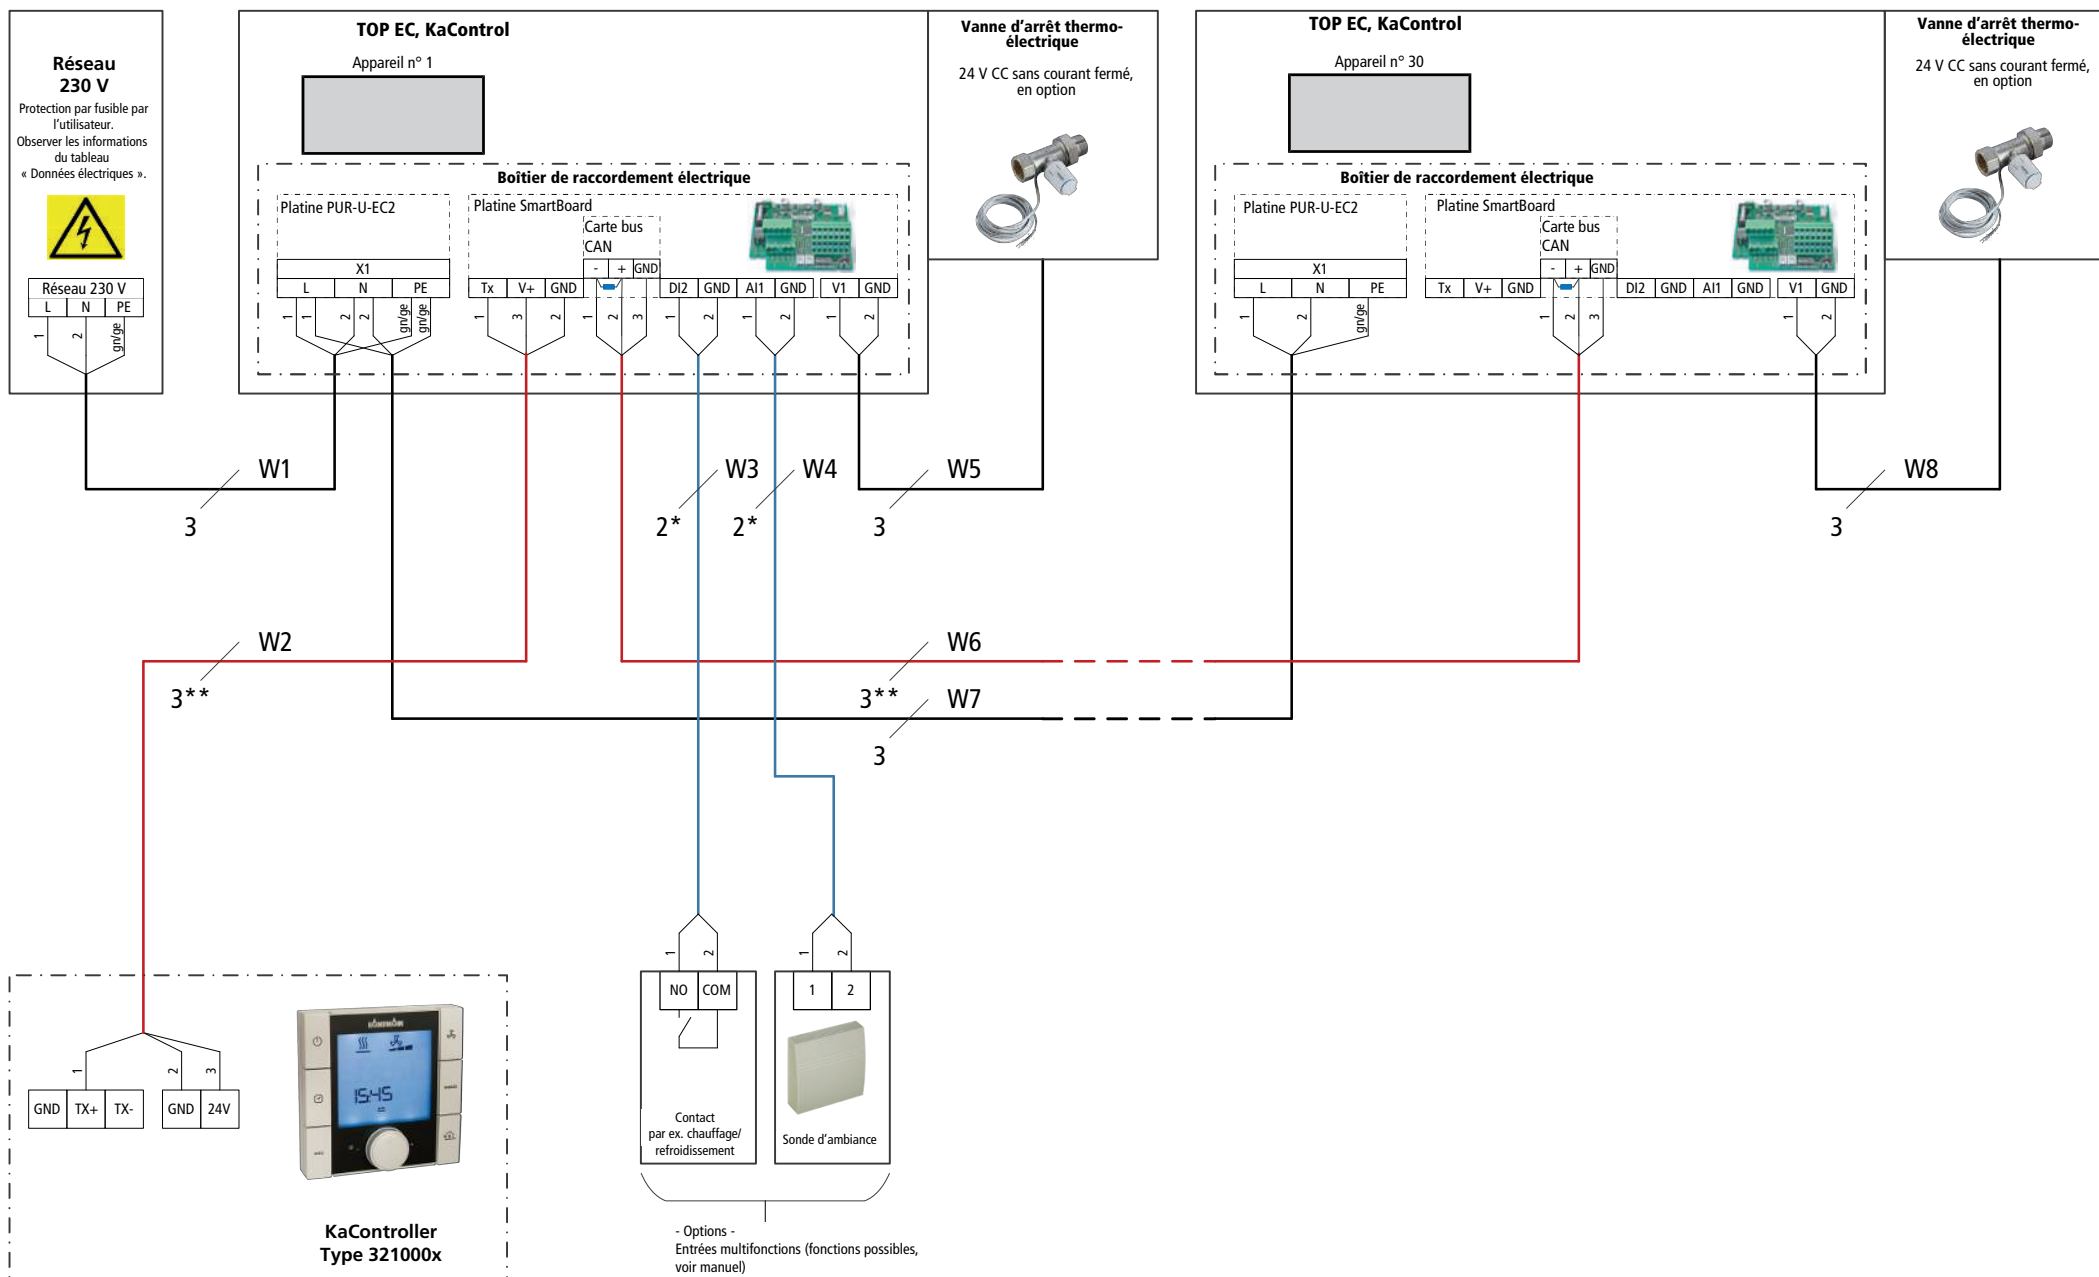 Réseau
230 V
Protection par fusible par
l'utilisateur.
Observer les informations
du tableau
« Données électriques ».
Réseau 230 V
L N PE
1 2 gn/ge
TOP EC, KaControl
Appareil n° 1
Boîtier de raccordement électrique
Platine PUR-U-EC2
X1
L N PE
1 1 2 2 gn/ge gn/ge
Platine SmartBoard
Carte bus
CAN
- + GND
Tx V+ GND DI2 GND AI1 GND V1 GND
1 3 2 1 2 3 1 2 1 2 1 2
Vanne d'arrêt thermo-
électrique
24 V CC sans courant fermé,
en option
TOP EC, KaControl
Appareil n° 30
Boîtier de raccordement électrique
Platine PUR-U-EC2
X1
L N PE
1 2 gn/ge
Platine SmartBoard
Carte bus
CAN
- + GND
Tx V+ GND DI2 GND AI1 GND V1 GND
1 2 3 1 2
Vanne d'arrêt thermo-
électrique
24 V CC sans courant fermé,
en option
W1
3
W3
2*
W4
2*
W5
3
W8
3
W2
3**
W6
3**
W7
3
1 2 3
GND TX+ TX- GND 24V
15:45
KaController
Type 321000x
1 2
NO COM
Contact
par ex. chauffage/
refroidissement
1 2
1 2
Sonde d'ambiance
- Options -
Entrées multifonctions (fonctions possibles,
voir manuel)